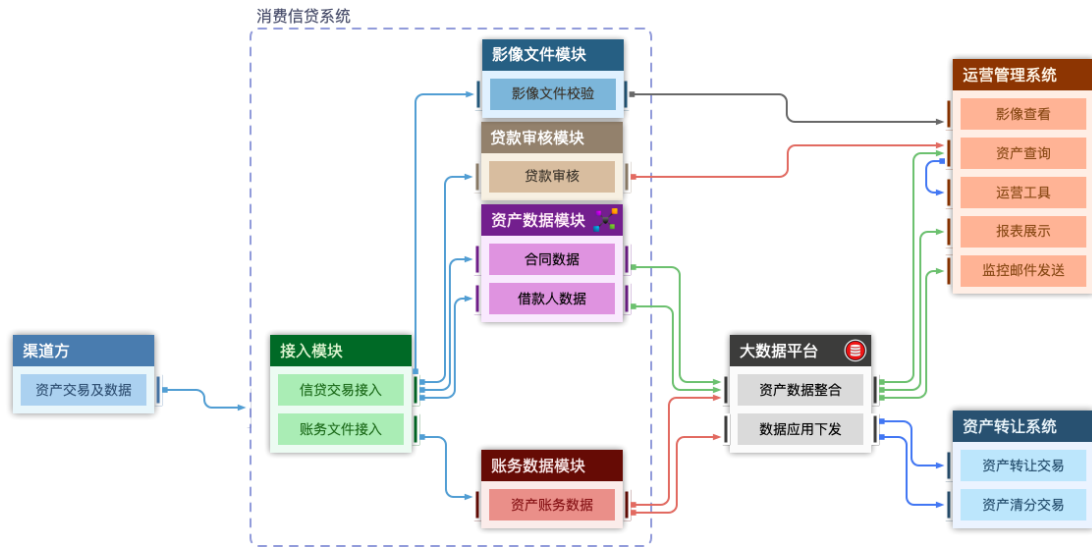 消费信贷系统
影像文件模块
影像文件校验
贷款审核模块
贷款审核
资产数据模块
合同数据
借款人数据
渠道方
资产交易及数据
接入模块
信贷交易接入
账务文件接入
账务数据模块
资产账务数据
大数据平台
资产数据整合
数据应用下发
运营管理系统
影像查看
资产查询
运营工具
报表展示
监控邮件发送
资产转让系统
资产转让交易
资产清分交易